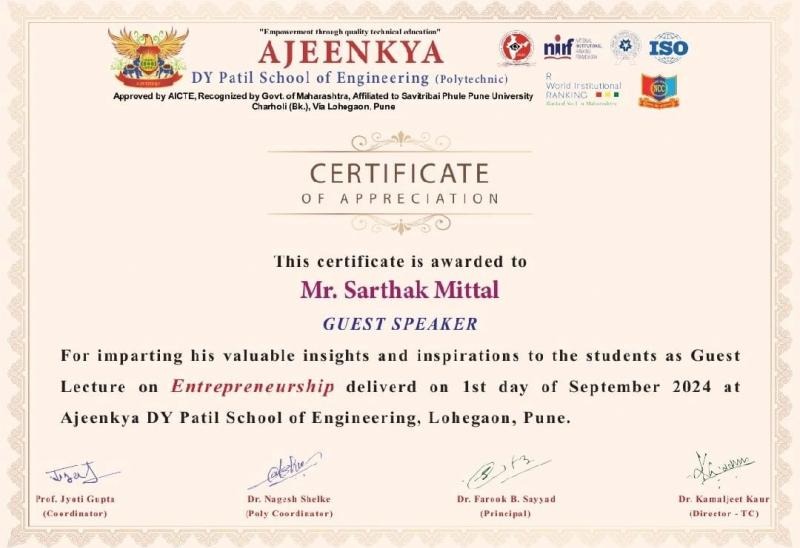 "Empowerment through quality technical education"
AJEENKYA
DY Patil School of Engineering (Polytechnic)
Approved by AICTE, Recognized by Govt. of Maharashtra, Affiliated to Savitribai Phule Pune University
Charholi (Bk.), Via Lohegaon, Pune
nirf
NATIONAL
INSTITUTIONAL
RANKING
FRAMEWORK
ISO
R
World Institutional
RANKING
NCC
CERTIFICATE
OF APPRECIATION
This certificate is awarded to
Mr. Sarthak Mittal
GUEST SPEAKER
For imparting his valuable insights and inspirations to the students as Guest
Lecture on Entrepreneurship deliverd on 1st day of September 2024 at
Ajeenkya DY Patil School of Engineering, Lohegaon, Pune.
Prof. Jyoti Gupta
(Coordinator)
Dr. Nagesh Shelke
(Poly Coordinator)
Dr. Farook B. Sayyad
(Principal)
Dr. Kamaljeet Kaur
(Director - TC)